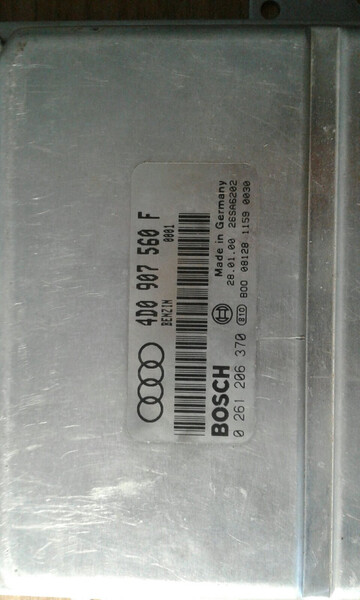 4D0 907 560 F
BENZIN 0001
BOSCH Made in Germany
28.01.00 26SA6202
0 261 206 370 B00 08128 1159 0030